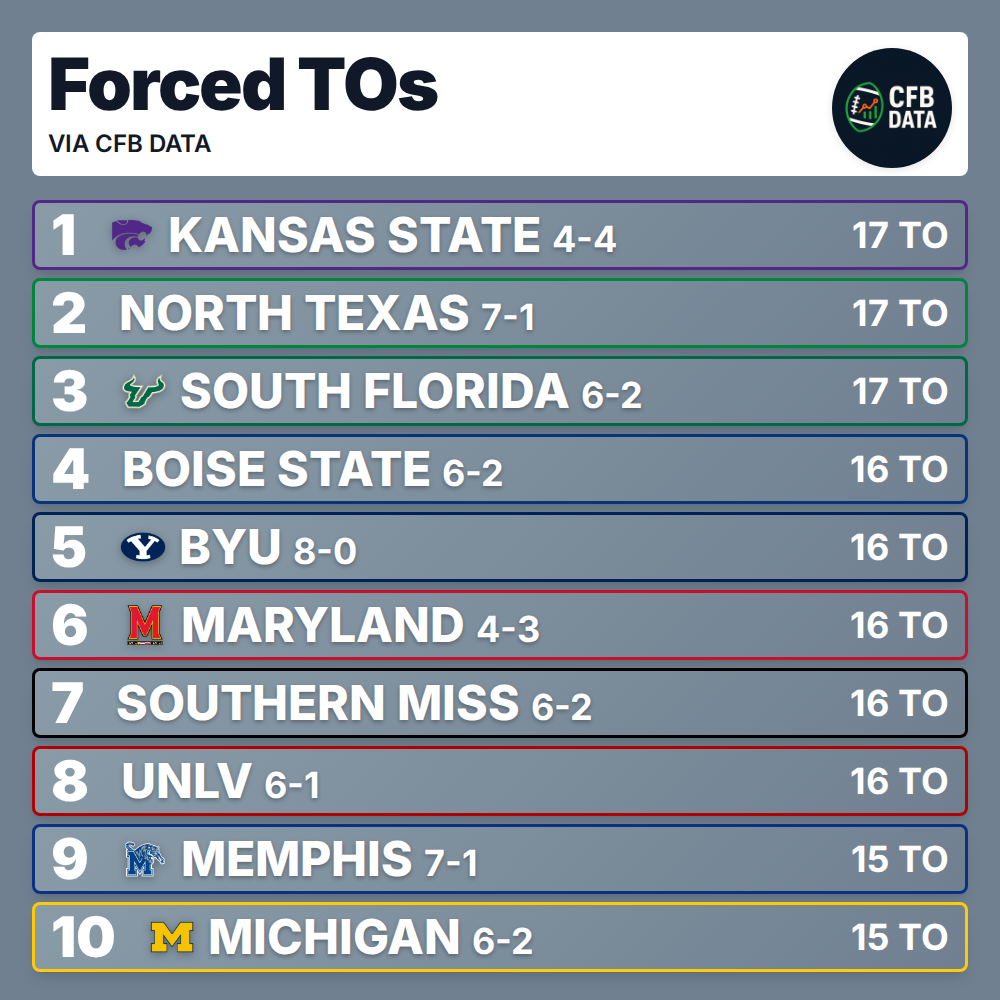 Forced TOs
VIA CFB DATA
CFB
DATA
1 KANSAS STATE 4-4 17 TO
2 NORTH TEXAS 7-1 17 TO
3 SOUTH FLORIDA 6-2 17 TO
4 BOISE STATE 6-2 16 TO
5 Y BYU 8-0 16 TO
6 M MARYLAND 4-3 16 TO
7 SOUTHERN MISS 6-2 16 TO
8 UNLV 6-1 16 TO
9 M MEMPHIS 7-1 15 TO
10 M MICHIGAN 6-2 15 TO